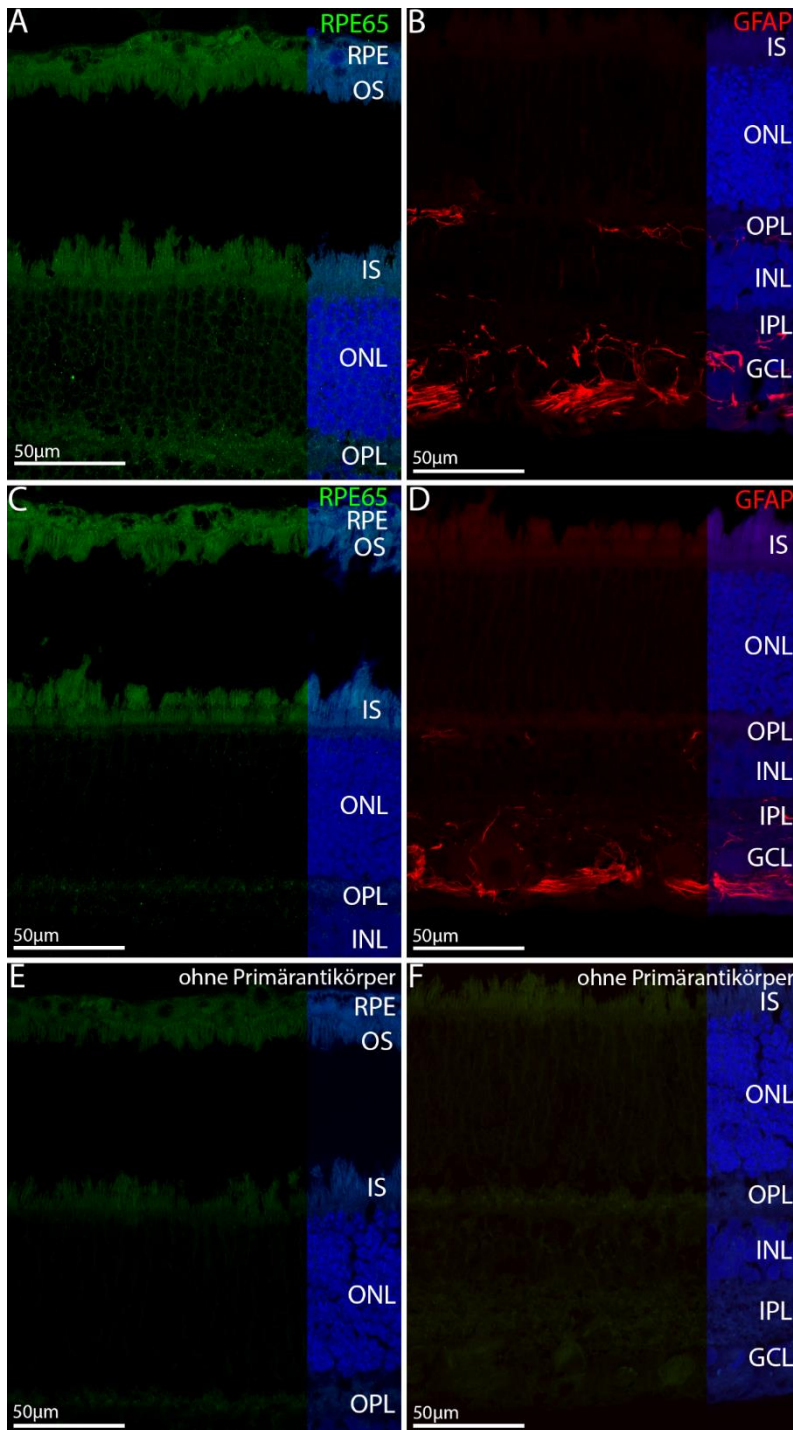 A
RPE65
RPE
OS
IS
ONL
OPL
50µm
B
GFAP
IS
ONL
OPL
INL
IPL
GCL
50µm
C
RPE65
RPE
OS
IS
ONL
OPL
INL
50µm
D
GFAP
IS
ONL
OPL
INL
IPL
GCL
50µm
E
ohne Primärantikörper
RPE
OS
IS
ONL
OPL
50µm
F
ohne Primärantikörper
IS
ONL
OPL
INL
IPL
GCL
50µm